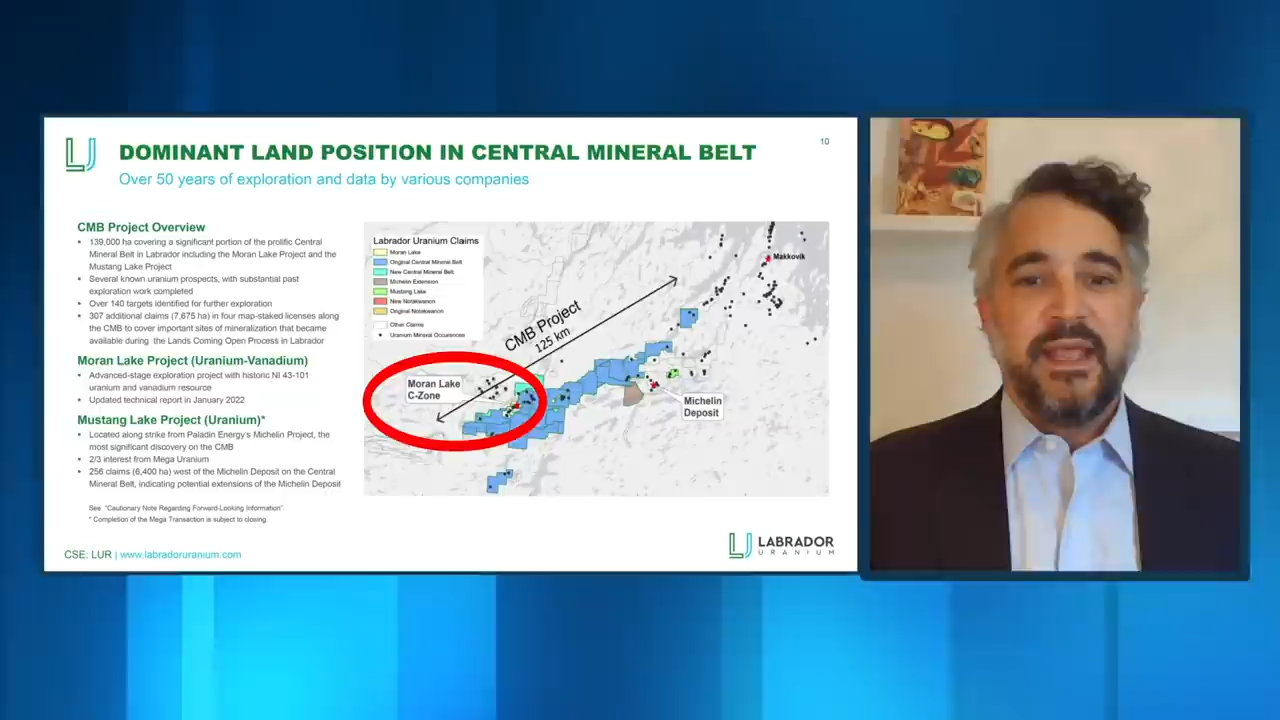 DOMINANT LAND POSITION IN CENTRAL MINERAL BELT
10
Over 50 years of exploration and data by various companies
CMB Project Overview
• 139,000 ha covering a significant portion of the prolific Central
Mineral Belt in Labrador including the Moran Lake Project and the
Mustang Lake Project
• Several known uranium prospects, with substantial past
exploration work completed
• Over 140 targets identified for further exploration
• 307 additional claims (7,675 ha) in four map-staked licenses along
the CMB to cover important sites of mineralization that became
available during the Lands Coming Open Process in Labrador
Moran Lake Project (Uranium-Vanadium)
• Advanced-stage exploration project with historic NI 43-101
uranium and vanadium resource
• Updated technical report in January 2022
Mustang Lake Project (Uranium)*
• Located along strike from Paladin Energy's Michelin Project, the
most significant discovery on the CMB
• 2/3 interest from Mega Uranium
• 256 claims (6,400 ha) west of the Michelin Deposit on the Central
Mineral Belt, indicating potential extensions of the Michelin Deposit
See "Cautionary Note Regarding Forward-Looking Information"
* Completion of the Mega Transaction is subject to closing
Labrador Uranium Claims
Moran Lake
Original Central Mineral Belt
New Central Mineral Belt
Michelin Extension
Mustang Lake
New Notakwanon
Original Notakwanon
Other Claims
Uranium Mineral Occurences
Makkovik
CMB Project
125 km
Moran Lake
C-Zone
Michelin
Deposit
CSE: LUR | www.labradoruranium.com
LABRADOR
URANIUM